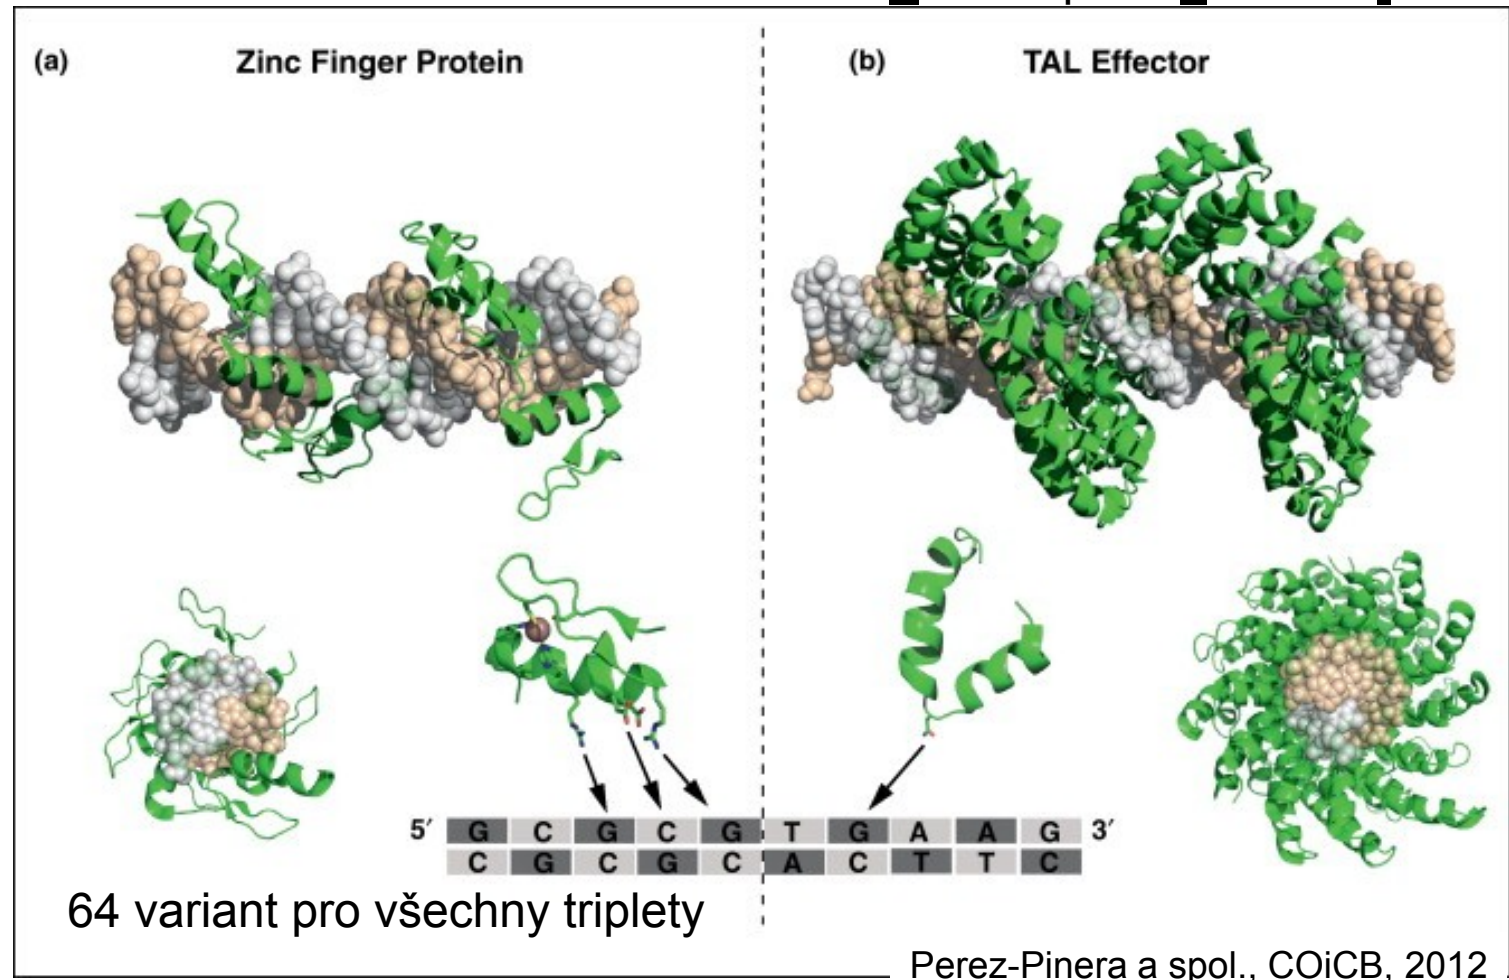 (a) Zinc Finger Protein
(b) TAL Effector
5′ G C G C G T G A A G 3′
C G C G C A C T T C
64 variant pro všechny triplety
Perez-Pinera a spol., COiCB, 2012